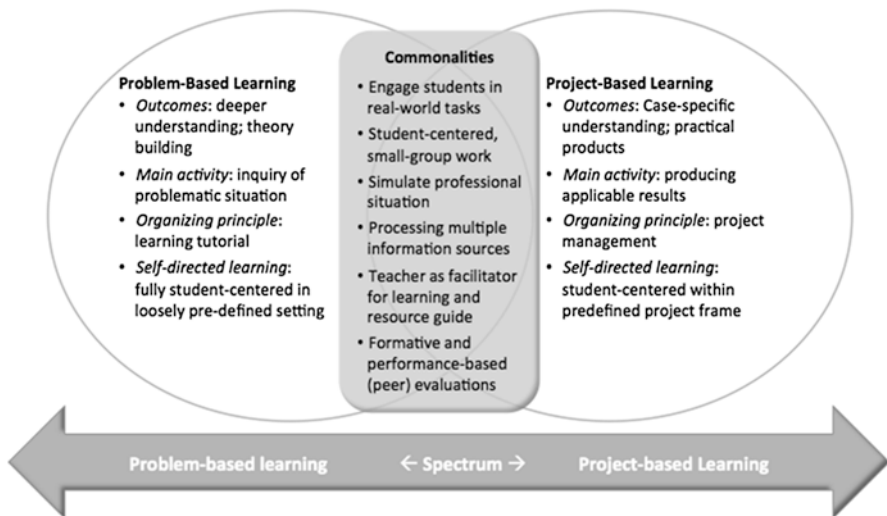 Commonalities
• Engage students in
real-world tasks
• Student-centered,
small-group work
• Simulate professional
situation
• Processing multiple
information sources
• Teacher as facilitator
for learning and
resource guide
• Formative and
performance-based
(peer) evaluations
Problem-Based Learning
• Outcomes: deeper
understanding; theory
building
• Main activity: inquiry of
problematic situation
• Organizing principle:
learning tutorial
• Self-directed learning:
fully student-centered in
loosely pre-defined setting
Project-Based Learning
• Outcomes: Case-specific
understanding; practical
products
• Main activity: producing
applicable results
• Organizing principle: project
management
• Self-directed learning:
student-centered within
predefined project frame
Problem-based learning
← Spectrum →
Project-based Learning